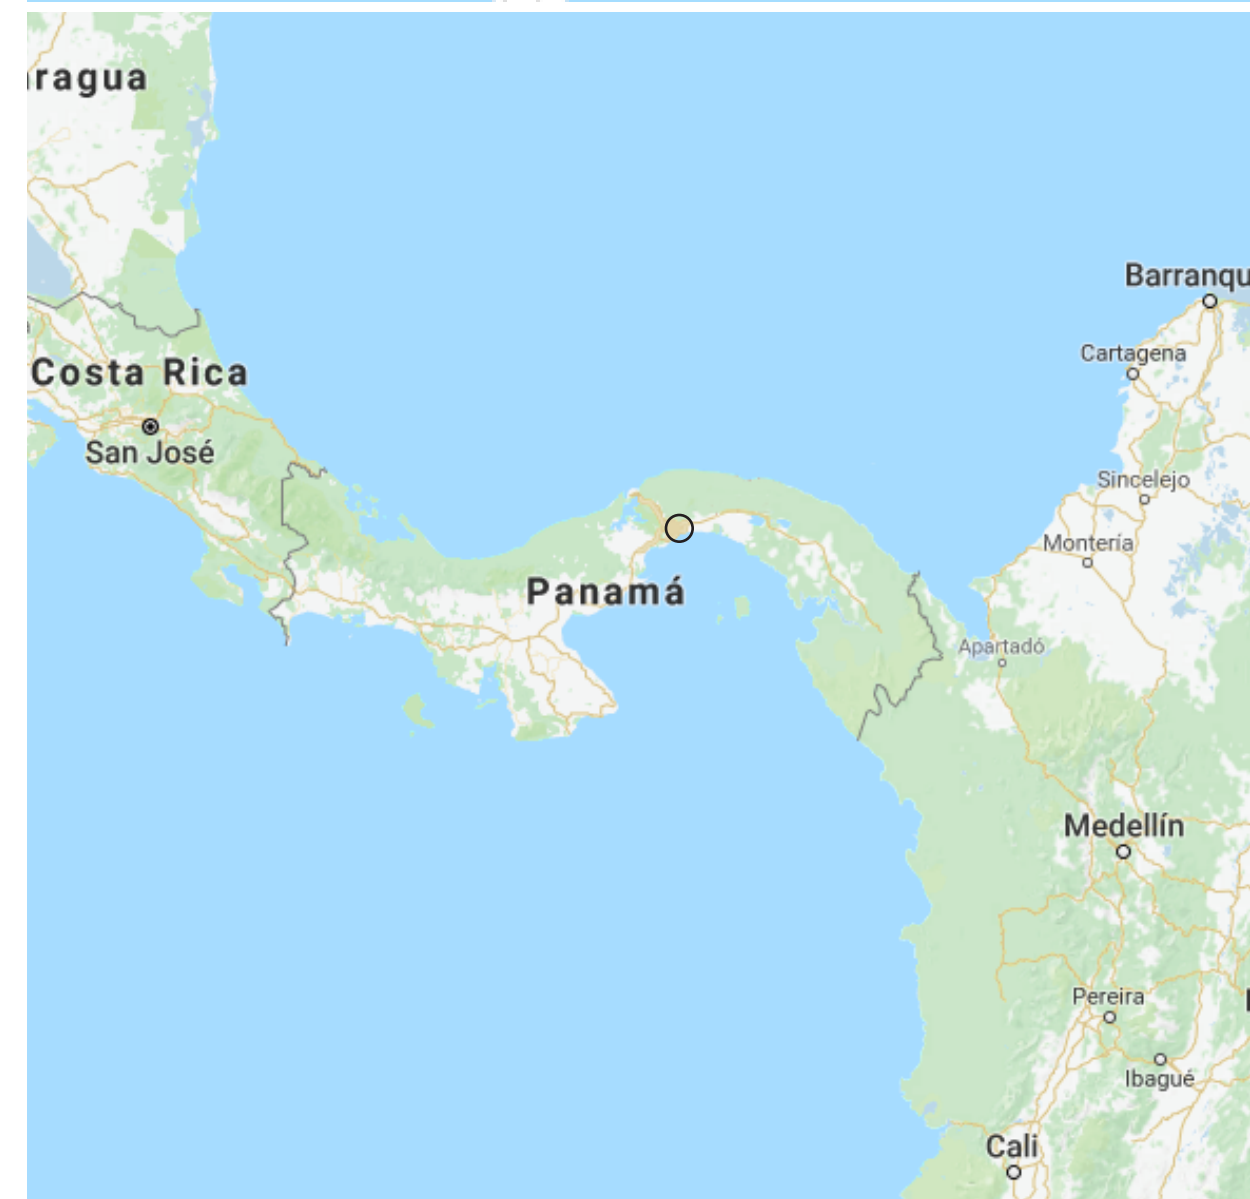 ragua
Barranqu
Cartagena
Costa Rica
San José
Sincelejo
Montería
Panamá
Apartadó
Medellín
Pereira
Ibagué
Cali